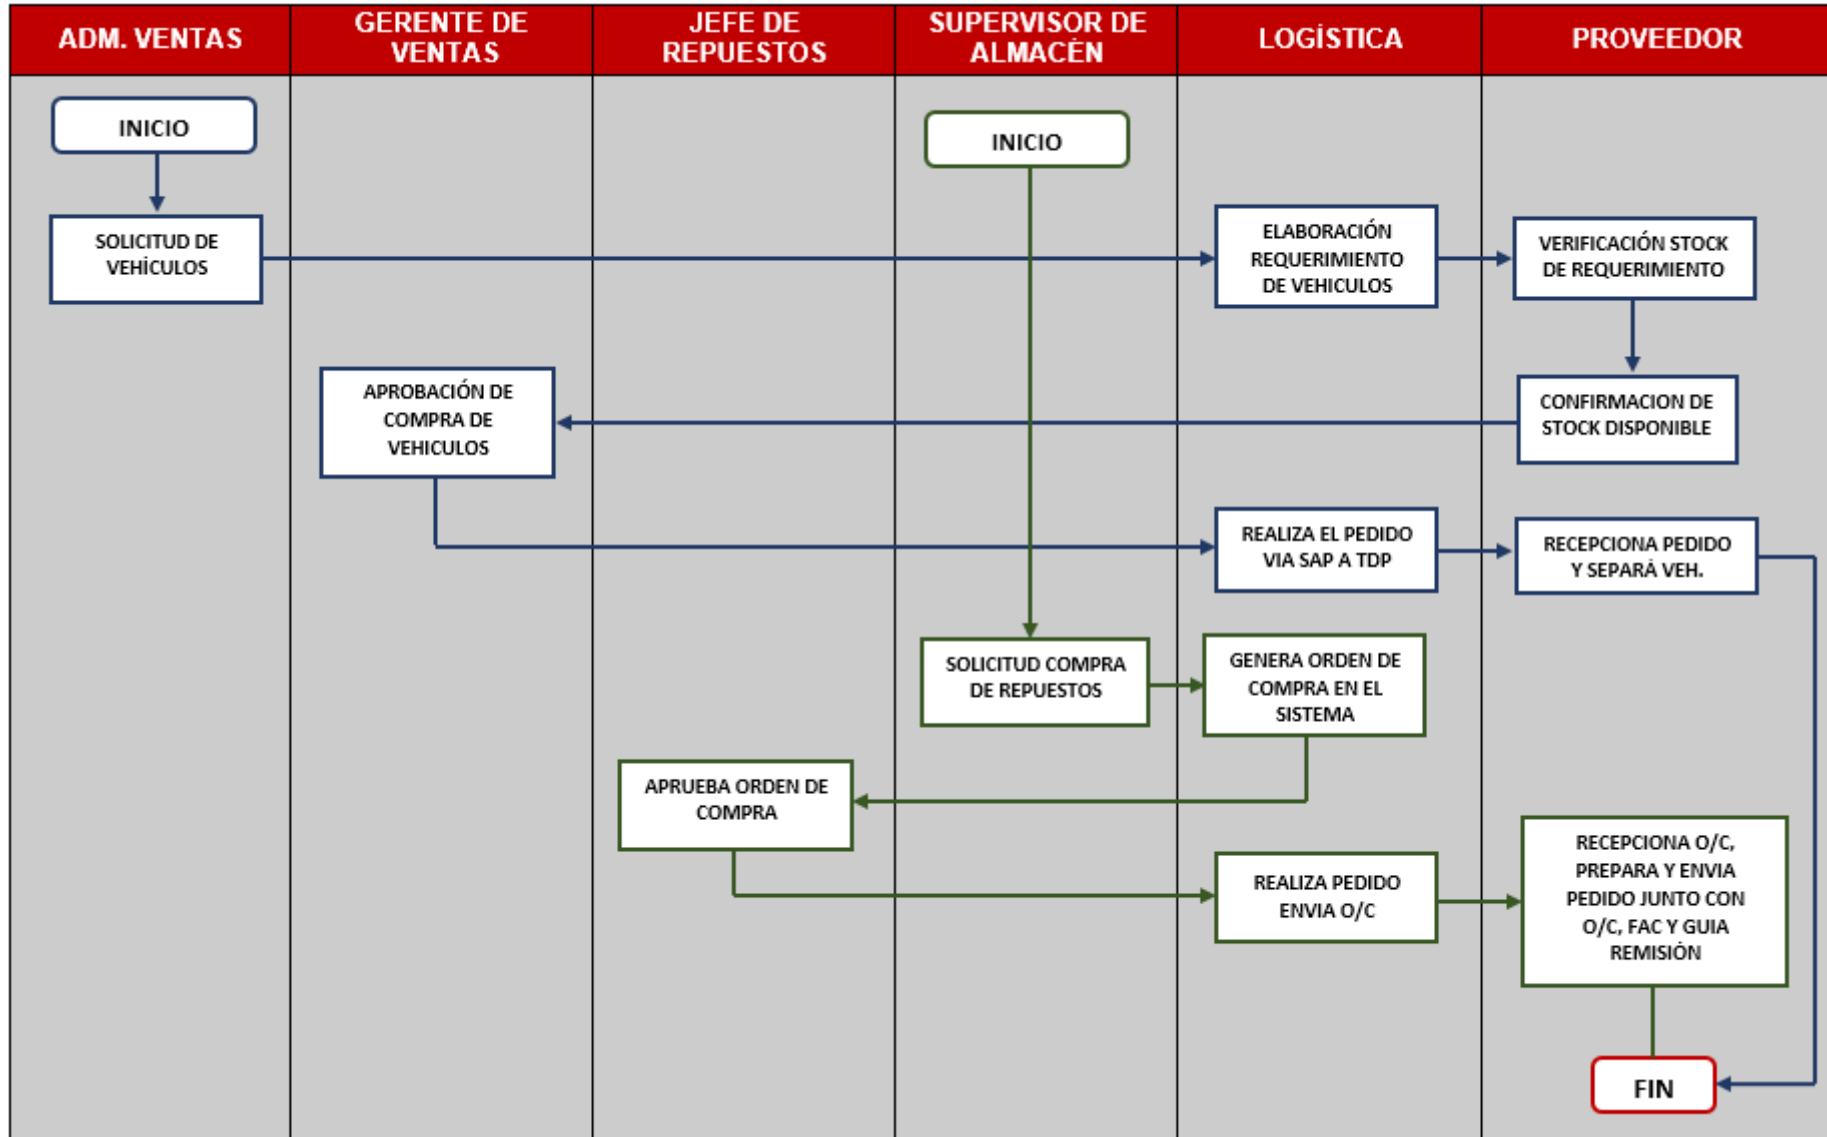 ADM. VENTAS
GERENTE DE
VENTAS
JEFE DE
REPUESTOS
SUPERVISOR DE
ALMACÉN
LOGÍSTICA
PROVEEDOR
INICIO
INICIO
SOLICITUD DE
VEHÍCULOS
ELABORACIÓN
REQUERIMIENTO
DE VEHICULOS
VERIFICACIÓN STOCK
DE REQUERIMIENTO
APROBACIÓN DE
COMPRA DE
VEHICULOS
CONFIRMACION DE
STOCK DISPONIBLE
REALIZA EL PEDIDO
VIA SAP A TDP
RECEPCIONA PEDIDO
Y SEPARÁ VEH.
SOLICITUD COMPRA
DE REPUESTOS
GENERA ORDEN DE
COMPRA EN EL
SISTEMA
APRUEBA ORDEN DE
COMPRA
REALIZA PEDIDO
ENVIA O/C
RECEPCIONA O/C,
PREPARA Y ENVIA
PEDIDO JUNTO CON
O/C, FAC Y GUIA
REMISIÓN
FIN